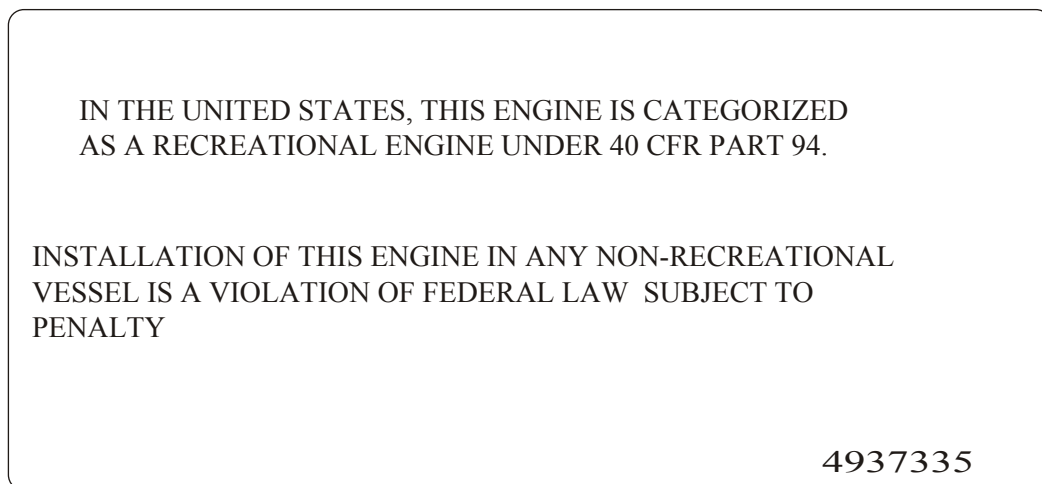 IN THE UNITED STATES, THIS ENGINE IS CATEGORIZED
AS A RECREATIONAL ENGINE UNDER 40 CFR PART 94.
INSTALLATION OF THIS ENGINE IN ANY NON-RECREATIONAL
VESSEL IS A VIOLATION OF FEDERAL LAW  SUBJECT TO
PENALTY
4937335